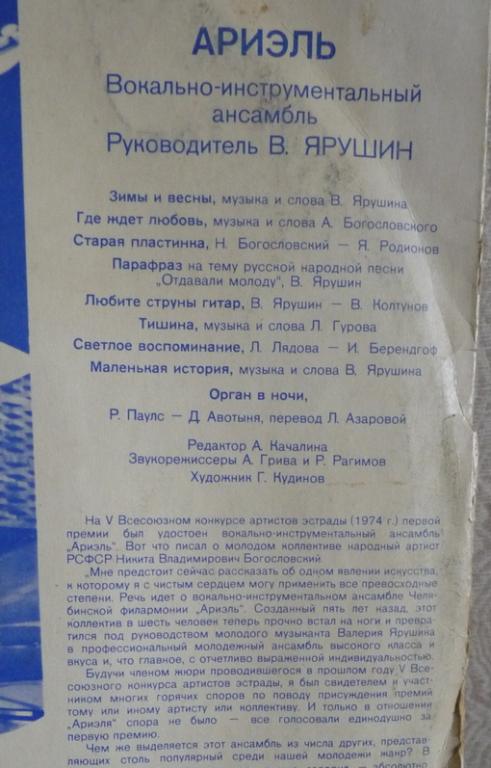 АРИЭЛЬ
Вокально-инструментальный
ансамбль
Руководитель В. ЯРУШИН
Зимы и весны, музыка и слова В. Ярушина
Где ждет любовь, музыка и слова А. Богословского
Старая пластинка, Н. Богословский — Я. Родионов
Парафраз на тему русской народной песни
„Отдавали молоду“, В. Ярушин
Любите струны гитар, В. Ярушин — В. Колтунов
Тишина, музыка и слова Л. Гурова
Светлое воспоминание, Л. Лядова — И. Берендгоф
Маленькая история, музыка и слова В. Ярушина
Орган в ночи,
Р. Паулс — Д. Авотыня, перевод Л. Азаровой
Редактор А. Качалина
Звукорежиссеры А. Грива и Р. Рагимов
Художник Г. Кудинов
На V Всесоюзном конкурсе артистов эстрады (1974 г.) первой
премии был удостоен вокально-инструментальный ансамбль
„Ариэль“. Вот что писал о молодом коллективе народный артист
РСФСР Никита Владимирович Богословский.
„Мне предстоит сейчас рассказать об одном явлении искусства,
к которому я с чистым сердцем могу применить все превосходные
степени. Речь идет о вокально-инструментальном ансамбле Челя-
бинской филармонии „Ариэль“. Созданный пять лет назад, этот
коллектив в шесть человек теперь прочно встал на ноги и превра-
тился под руководством молодого музыканта Валерия Ярушина
в профессиональный молодежный ансамбль высокого класса и
вкуса и, что главное, с отчетливо выраженной индивидуальностью.
Будучи членом жюри проводившегося в прошлом году V Все-
союзного конкурса артистов эстрады, я был свидетелем и участ-
ником многих горячих споров по поводу присуждения премий
тому или иному артисту или коллективу. И только в отношении
„Ариэля“ спора не было — все голосовали единодушно за
первую премию.
Чем же выделяется этот ансамбль из числа других, представ-
ляющих столь популярный среди нашей молодежи жанр? В
— абсолютно